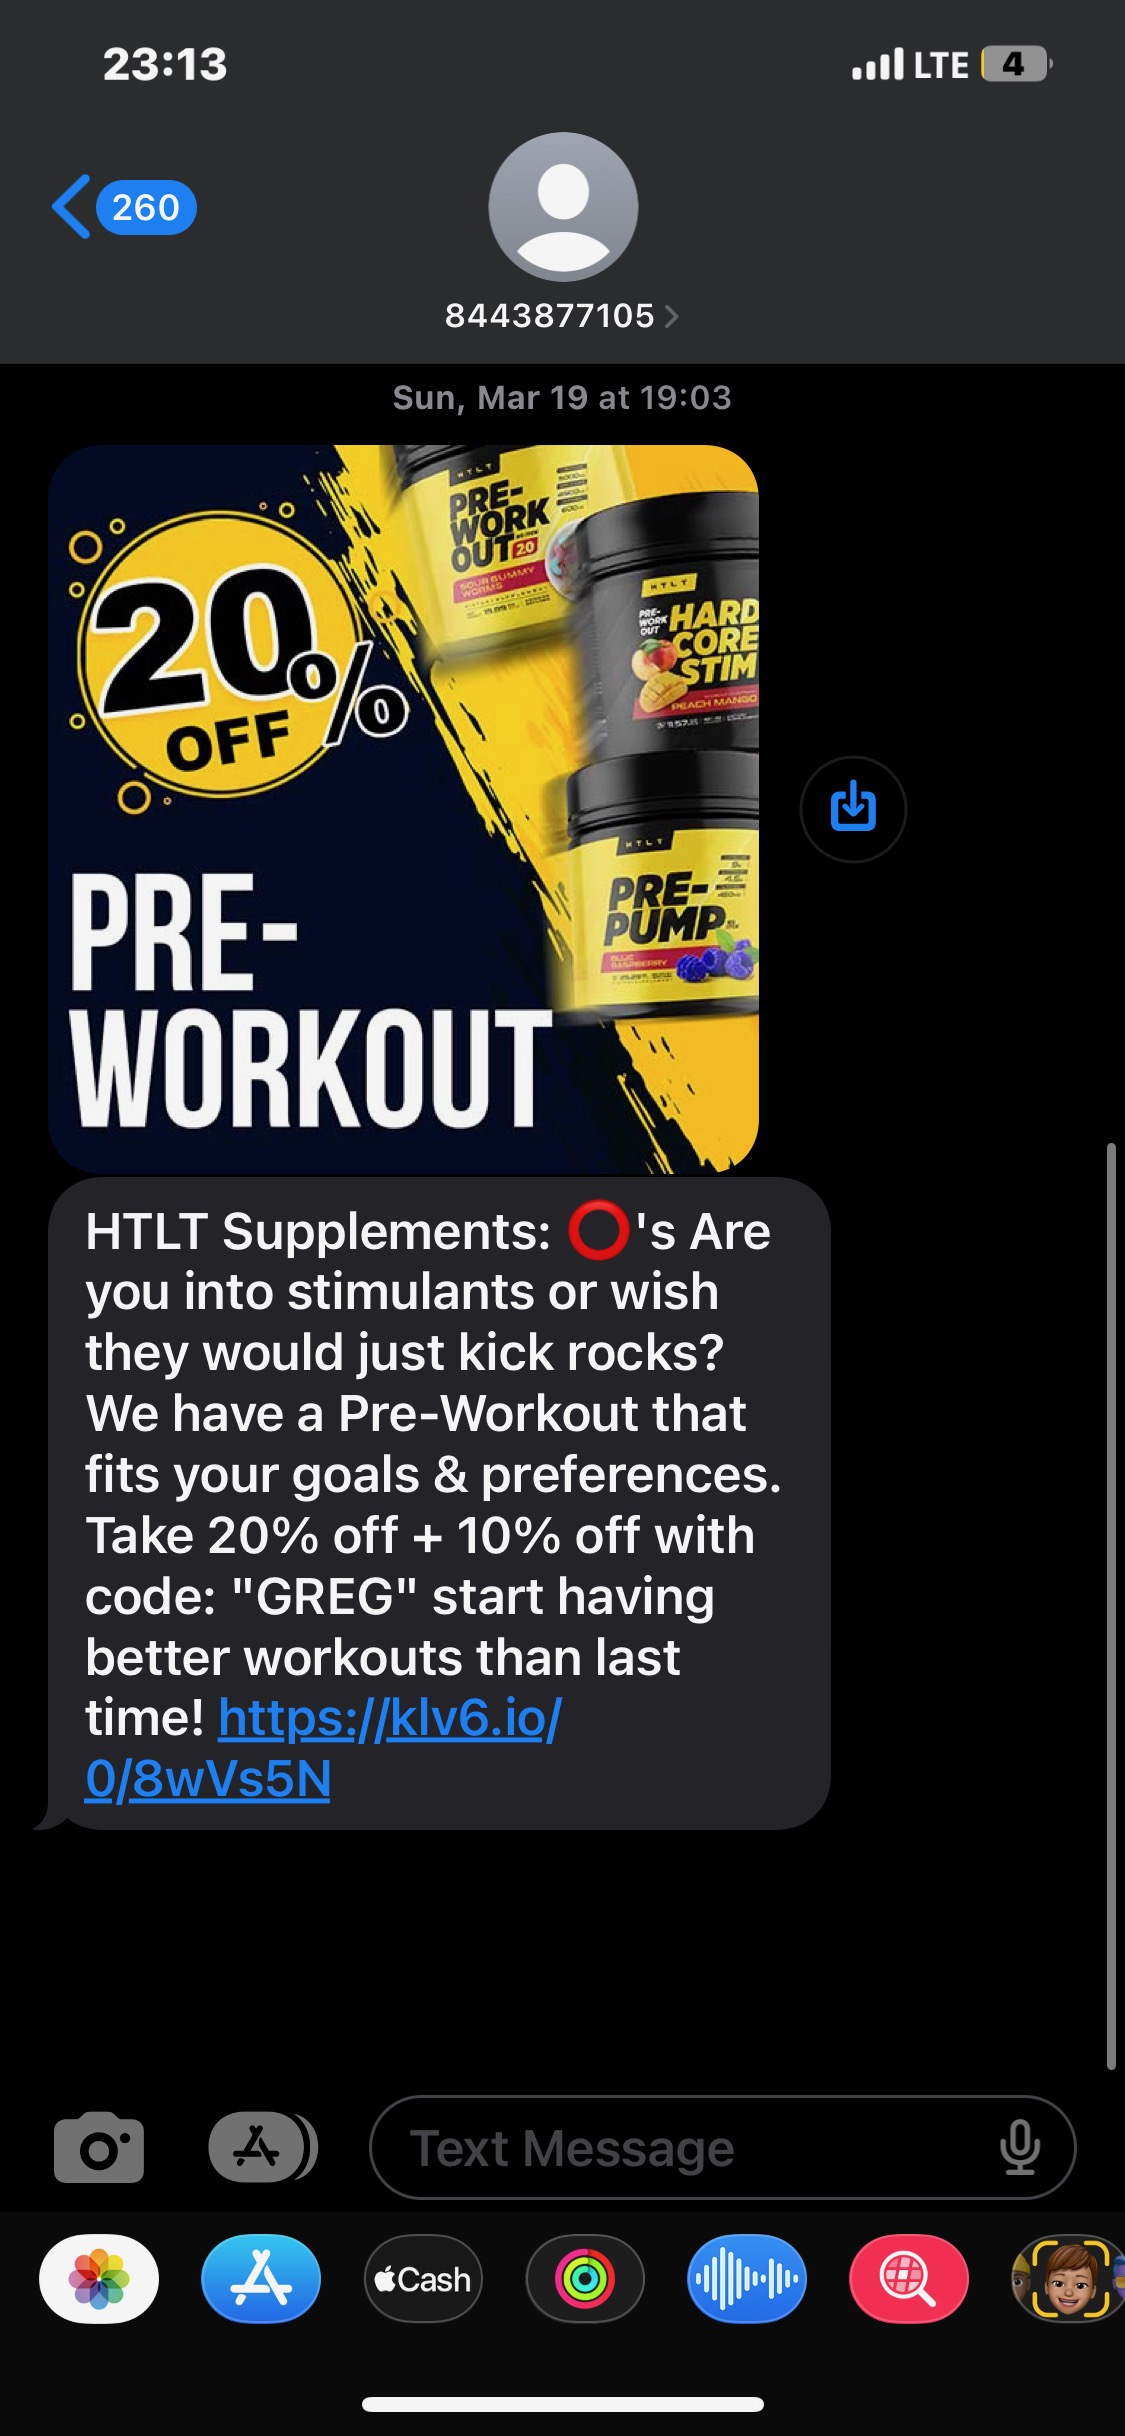 23:13
LTE 4
260
8443877105
Sun, Mar 19 at 19:03
20%
OFF
PRE-
WORKOUT
HTLT
PRE-
WORK
OUT 2.0
SOUR GUMMY
WORMS
HTLT
PRE-
WORK
OUT
HARD
CORE
STIM
PEACH MANGO
HTLT
PRE-
PUMP
BLUE
RASPBERRY
HTLT Supplements: ⭕'s Are
you into stimulants or wish
they would just kick rocks?
We have a Pre-Workout that
fits your goals & preferences.
Take 20% off + 10% off with
code: "GREG" start having
better workouts than last
time! https://klv6.io/
0/8wVs5N
Text Message
Cash